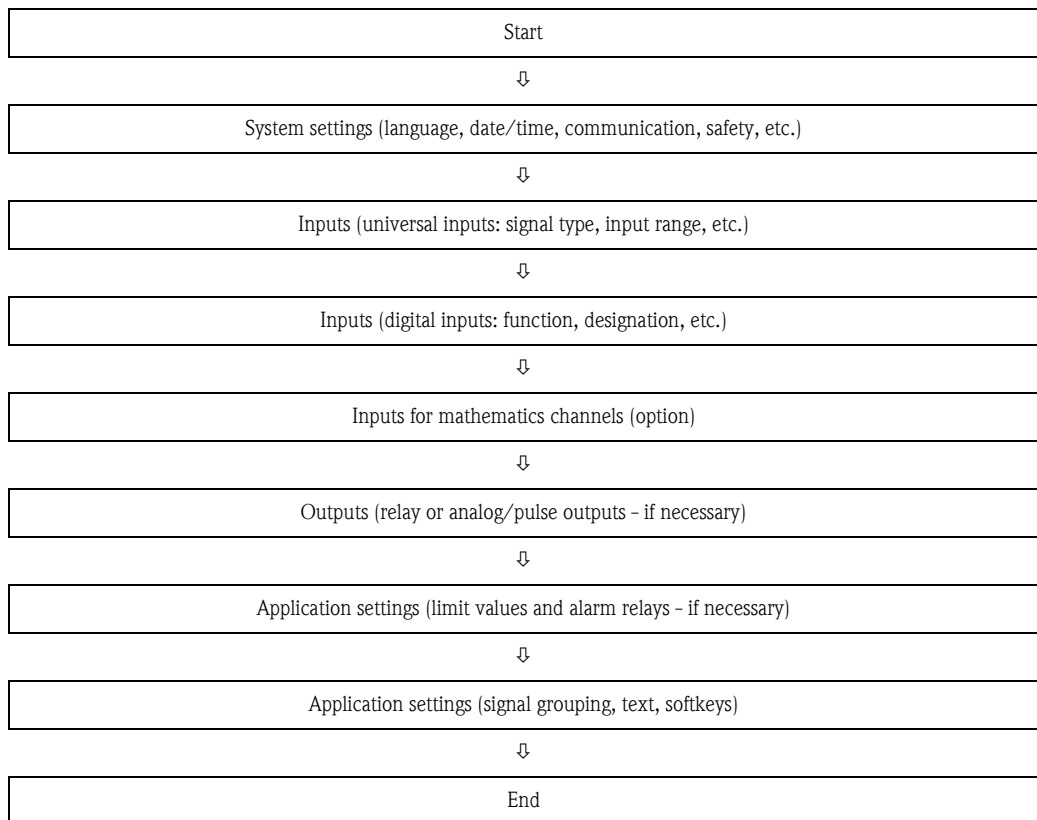 Start
⇩
System settings (language, date/time, communication, safety, etc.)
⇩
Inputs (universal inputs: signal type, input range, etc.)
⇩
Inputs (digital inputs: function, designation, etc.)
⇩
Inputs for mathematics channels (option)
⇩
Outputs (relay or analog/pulse outputs – if necessary)
⇩
Application settings (limit values and alarm relays – if necessary)
⇩
Application settings (signal grouping, text, softkeys)
⇩
End